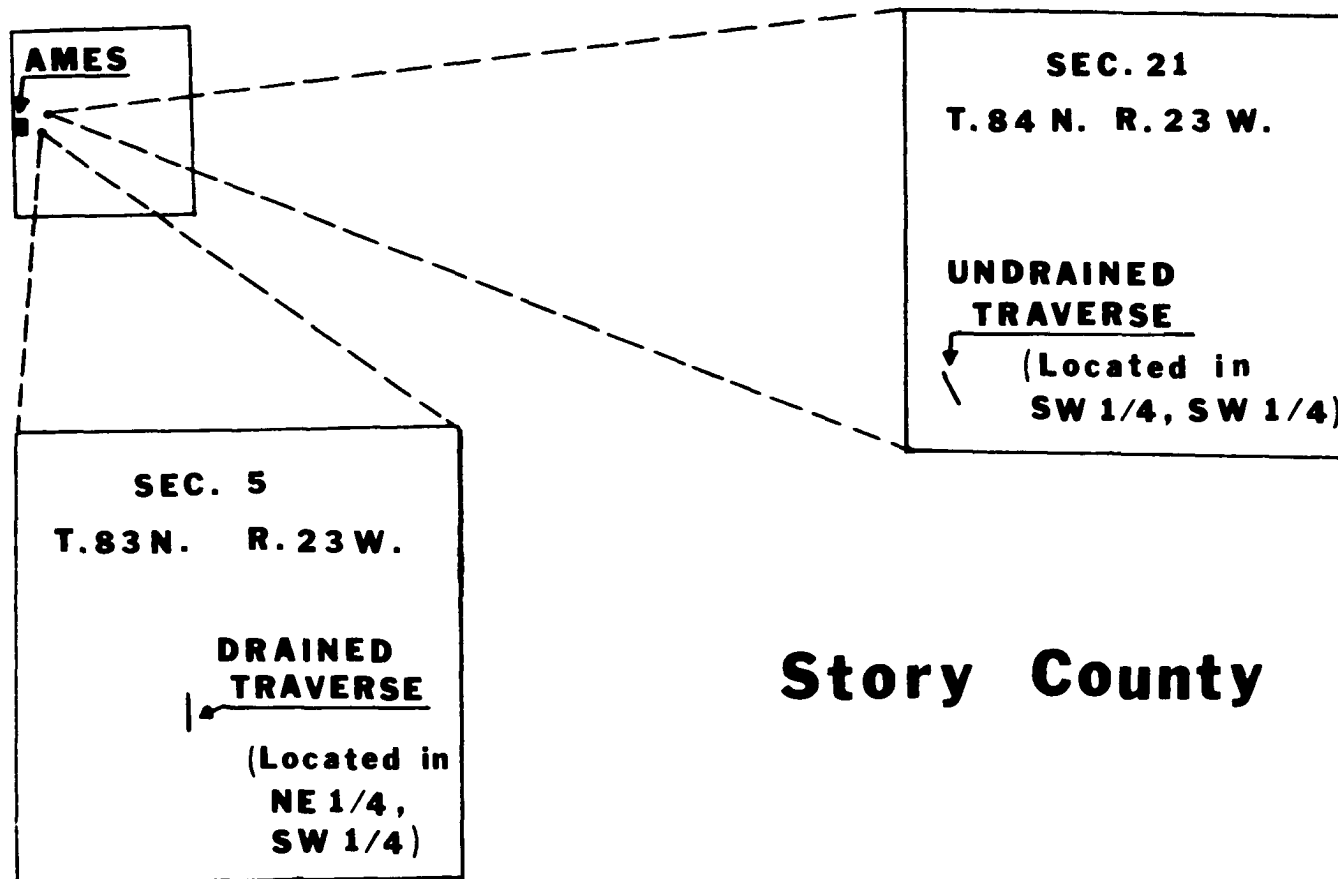 AMES
SEC. 21
T. 84 N. R. 23 W.
UNDRAINED
TRAVERSE
(Located in
SW 1/4, SW 1/4)
SEC. 5
T. 83 N. R. 23 W.
DRAINED
TRAVERSE
(Located in
NE 1/4,
SW 1/4)
Story County